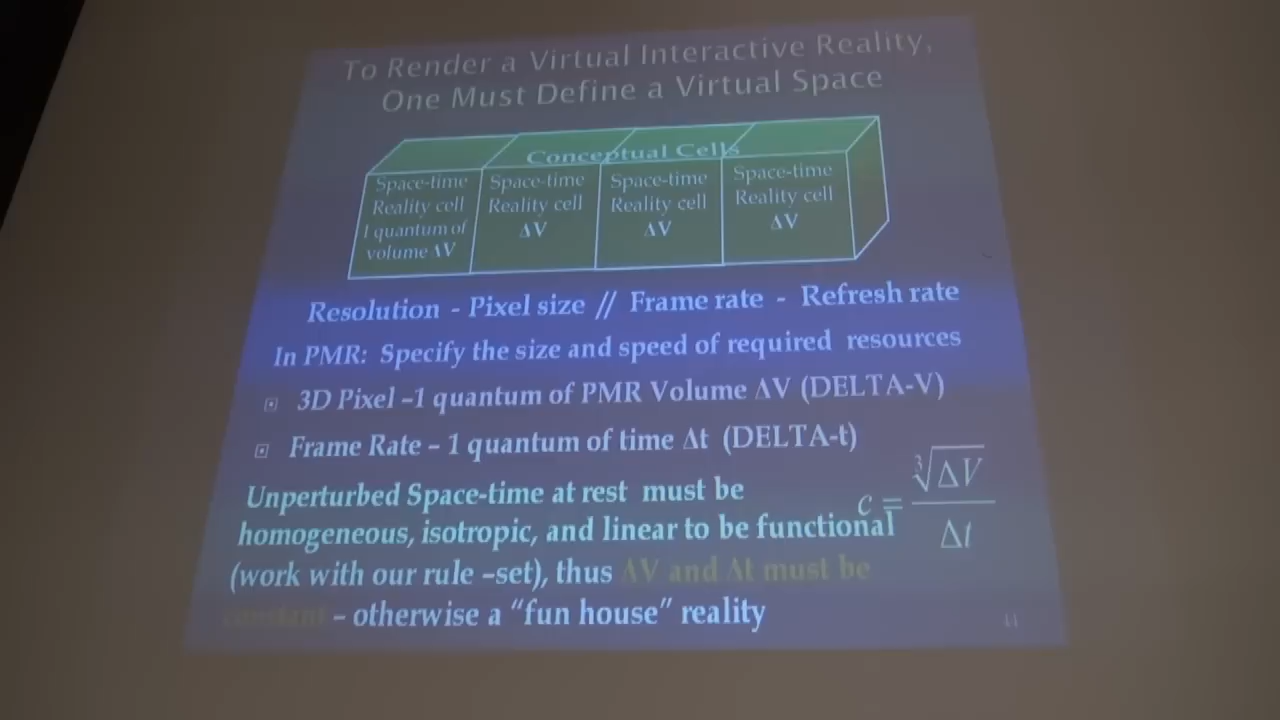 To Render a Virtual Interactive Reality,
One Must Define a Virtual Space
Conceptual Cells
Space-time
Reality cell
1 quantum of
volume ΔV
Space-time
Reality cell
ΔV
Space-time
Reality cell
ΔV
Space-time
Reality cell
ΔV
Resolution - Pixel size // Frame rate - Refresh rate
In PMR: Specify the size and speed of required resources
3D Pixel –1 quantum of PMR Volume ΔV (DELTA-V)
Frame Rate – 1 quantum of time Δt (DELTA-t)
Unperturbed Space-time at rest must be
homogeneous, isotropic, and linear to be functional
(work with our rule –set), thus ΔV and Δt must be
constant – otherwise a “fun house” reality
c = ∛ΔV / Δt